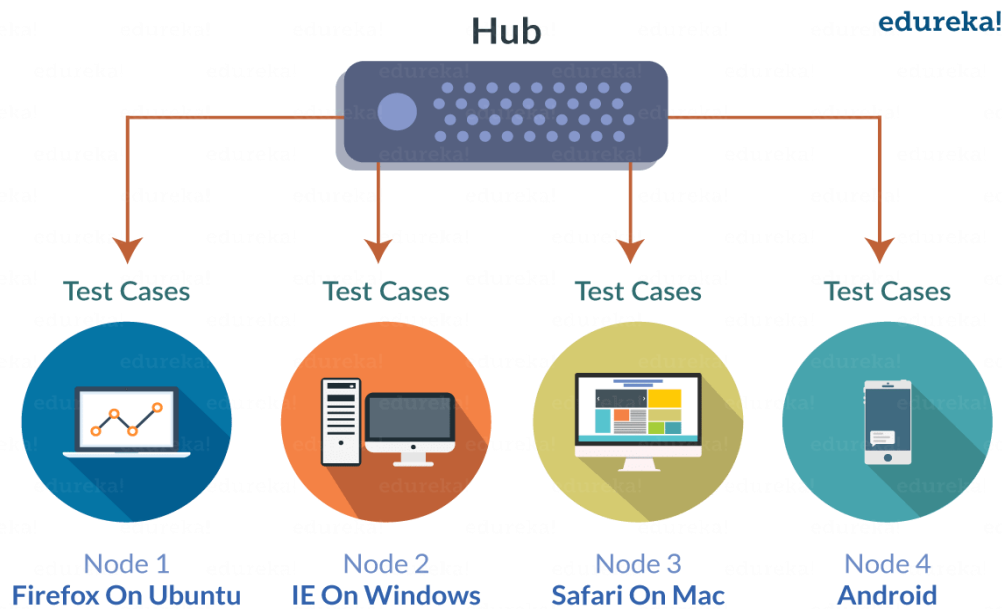 edureka!
Hub
Test Cases
Test Cases
Test Cases
Test Cases
Node 1
Firefox On Ubuntu
Node 2
IE On Windows
Node 3
Safari On Mac
Node 4
Android